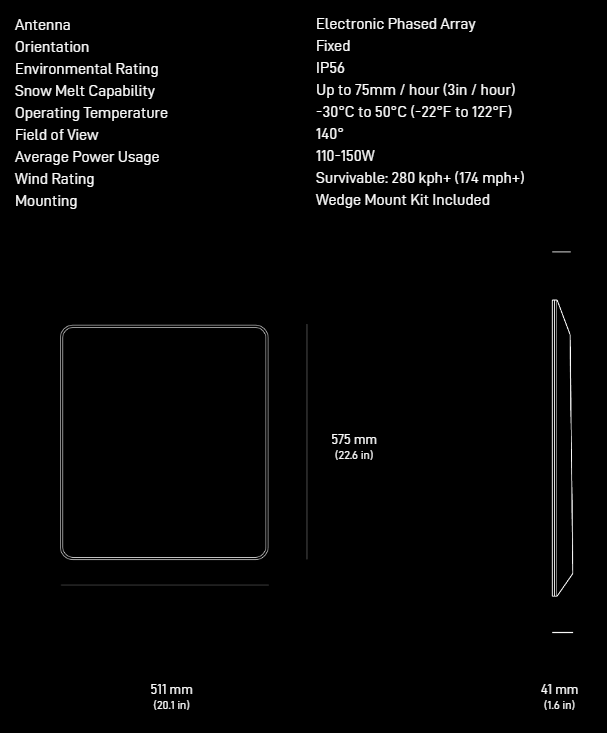 Antenna Electronic Phased Array
Orientation Fixed
Environmental Rating IP56
Snow Melt Capability Up to 75mm / hour (3in / hour)
Operating Temperature -30°C to 50°C (-22°F to 122°F)
Field of View 140°
Average Power Usage 110-150W
Wind Rating Survivable: 280 kph+ (174 mph+)
Mounting Wedge Mount Kit Included
575 mm
(22.6 in)
511 mm
(20.1 in)
41 mm
(1.6 in)